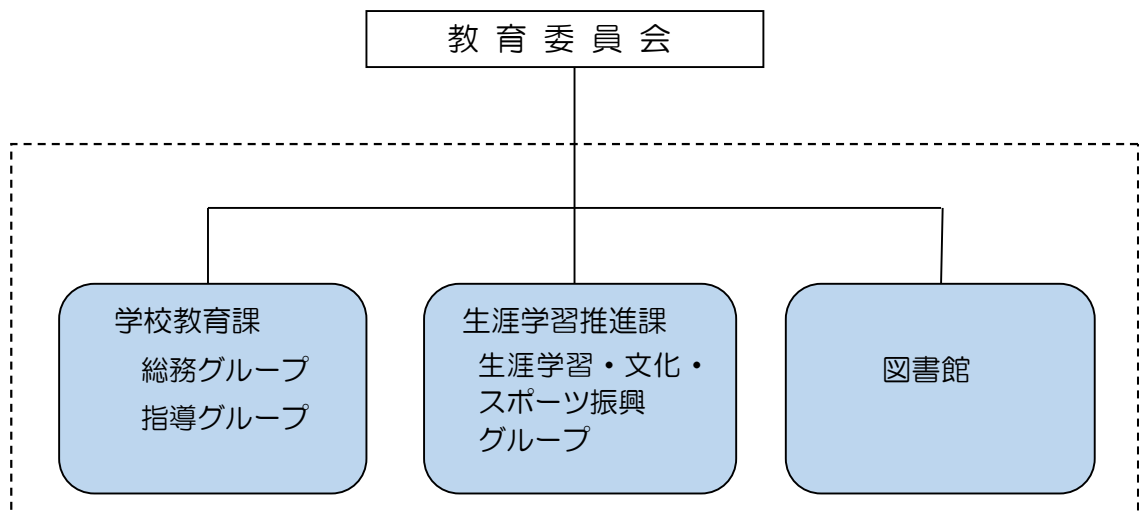 教育委員会
学校教育課
総務グループ
指導グループ
生涯学習推進課
生涯学習・文化・
スポーツ振興
グループ
図書館